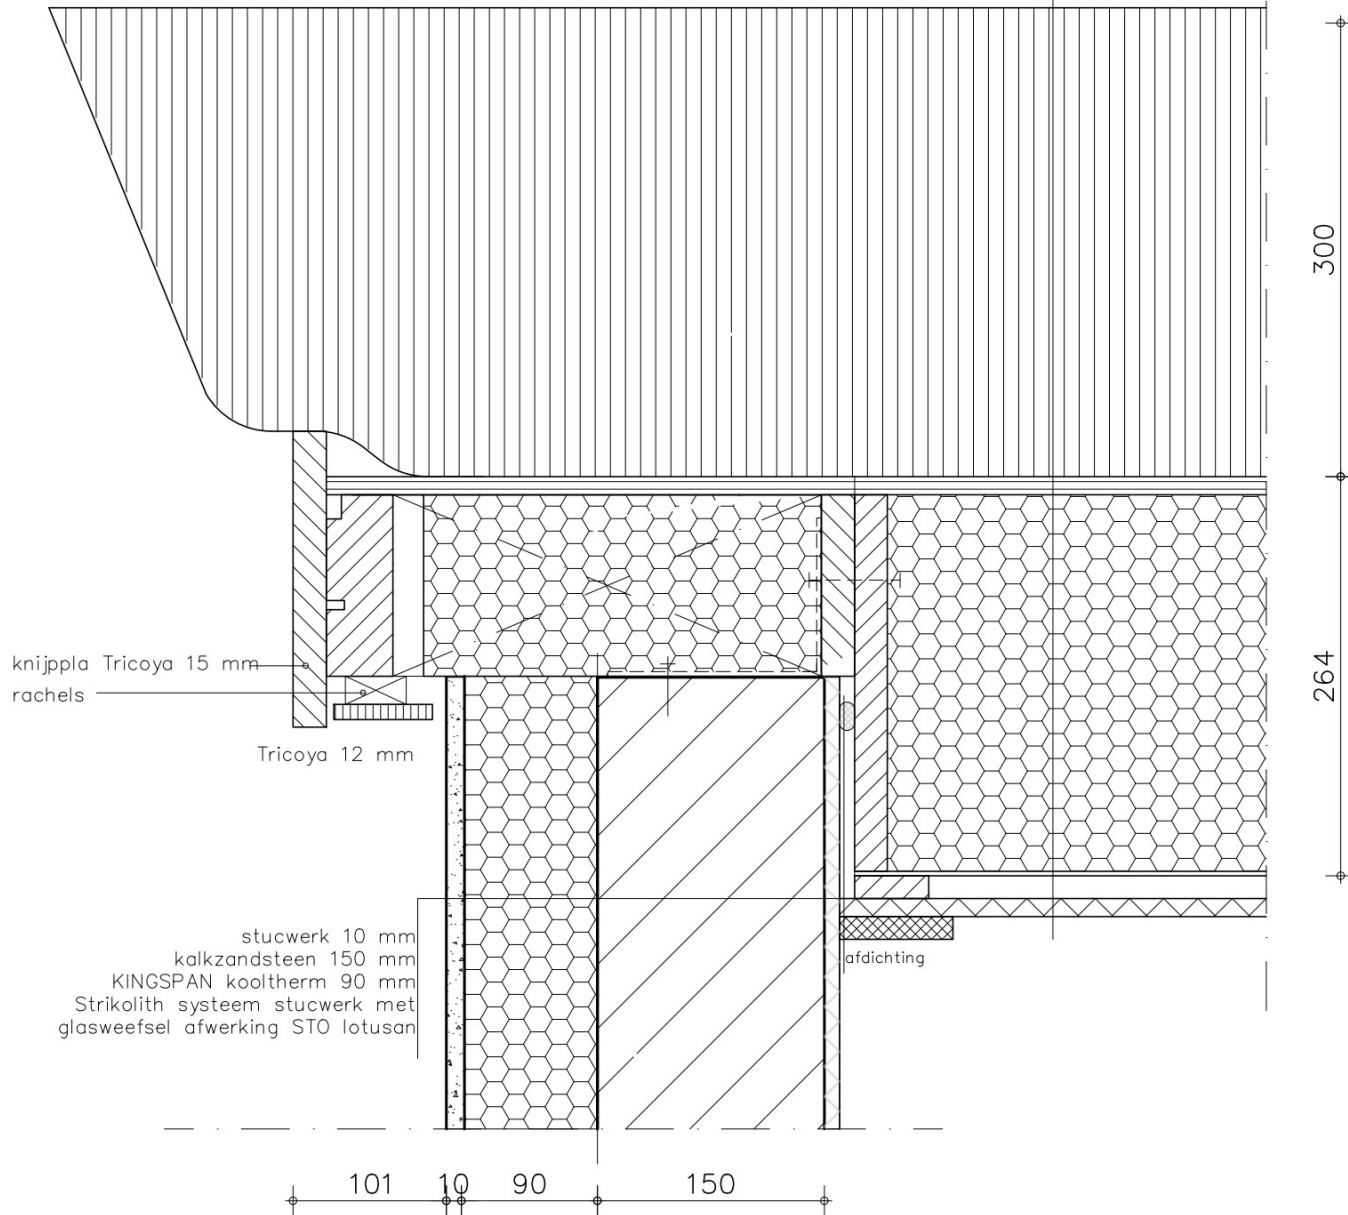 300
264
knijppla Tricoya 15 mm
rachels
Tricoya 12 mm
stucwerk 10 mm
kalkzandsteen 150 mm
KINGSPAN kooltherm 90 mm
Strikolith systeem stucwerk met
glasweefsel afwerking STO lotusan
afdichting
101 10 90 150